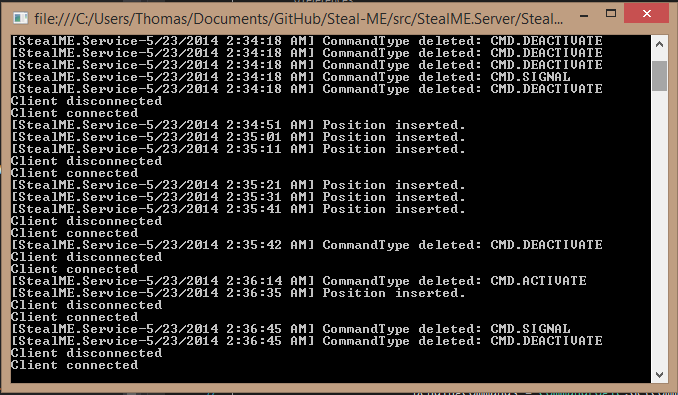 file:///C:/Users/Thomas/Documents/GitHub/Steal-ME/src/StealME.Server/Steal...
[StealME.Service-5/23/2014 2:34:18 AM] CommandType deleted: CMD.DEACTIVATE
[StealME.Service-5/23/2014 2:34:18 AM] CommandType deleted: CMD.DEACTIVATE
[StealME.Service-5/23/2014 2:34:18 AM] CommandType deleted: CMD.DEACTIVATE
[StealME.Service-5/23/2014 2:34:18 AM] CommandType deleted: CMD.SIGNAL
[StealME.Service-5/23/2014 2:34:18 AM] CommandType deleted: CMD.DEACTIVATE
Client disconnected
Client connected
[StealME.Service-5/23/2014 2:34:51 AM] Position inserted.
[StealME.Service-5/23/2014 2:35:01 AM] Position inserted.
[StealME.Service-5/23/2014 2:35:11 AM] Position inserted.
Client disconnected
Client connected
[StealME.Service-5/23/2014 2:35:21 AM] Position inserted.
[StealME.Service-5/23/2014 2:35:31 AM] Position inserted.
[StealME.Service-5/23/2014 2:35:41 AM] Position inserted.
Client disconnected
Client connected
[StealME.Service-5/23/2014 2:35:42 AM] CommandType deleted: CMD.DEACTIVATE
Client disconnected
Client connected
[StealME.Service-5/23/2014 2:36:14 AM] CommandType deleted: CMD.ACTIVATE
[StealME.Service-5/23/2014 2:36:35 AM] Position inserted.
Client disconnected
Client connected
[StealME.Service-5/23/2014 2:36:45 AM] CommandType deleted: CMD.SIGNAL
[StealME.Service-5/23/2014 2:36:45 AM] CommandType deleted: CMD.DEACTIVATE
Client disconnected
Client connected